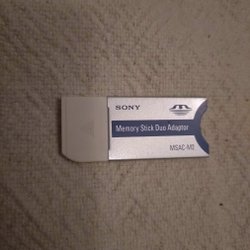 SONY
Memory Stick Duo Adaptor
MSAC-M2